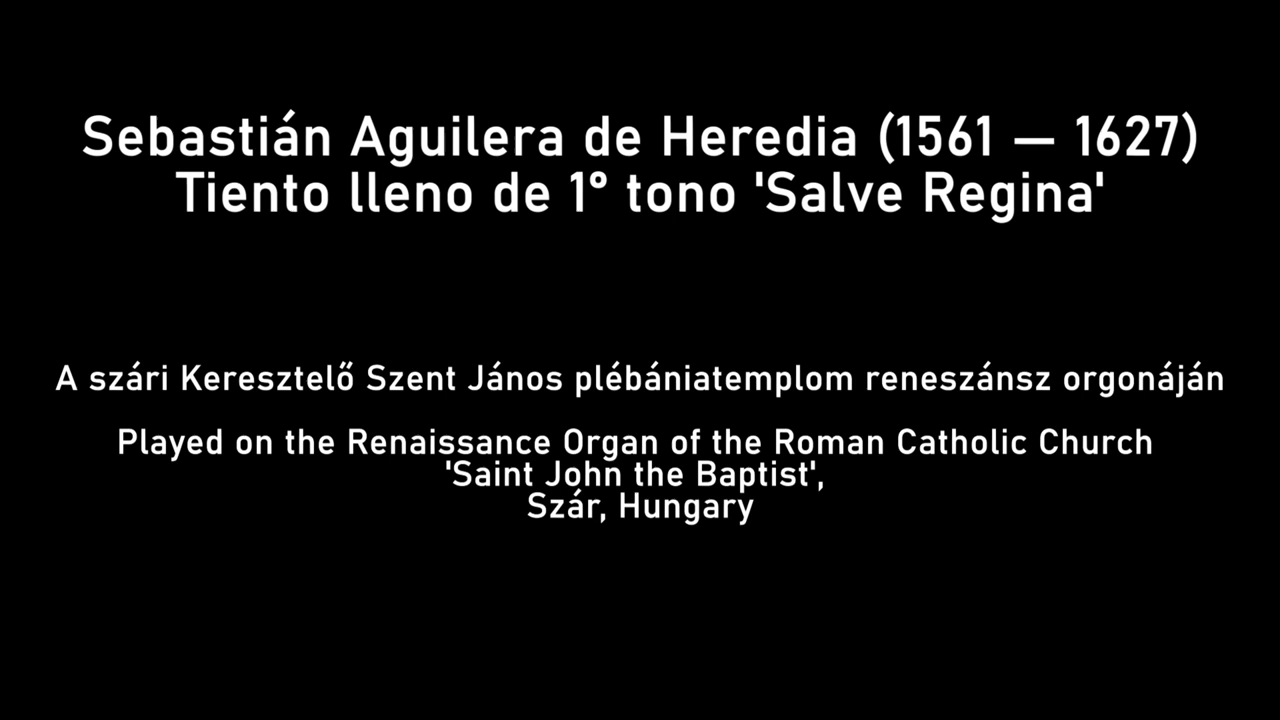 Sebastián Aguilera de Heredia (1561 — 1627)
Tiento lleno de 1° tono 'Salve Regina'
A szári Keresztelő Szent János plébániatemplom reneszánsz orgonáján
Played on the Renaissance Organ of the Roman Catholic Church
'Saint John the Baptist',
Szár, Hungary